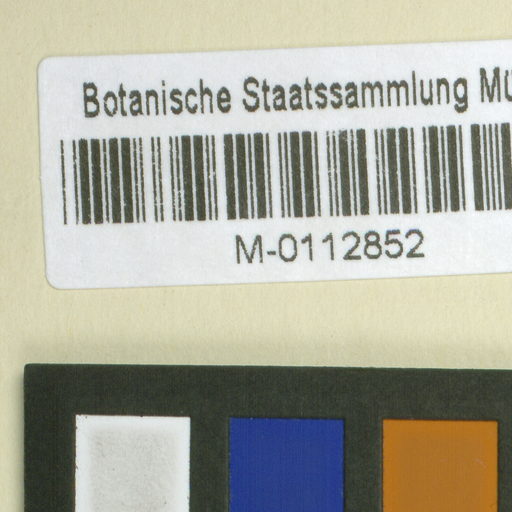 Botanische Staatssammlung Mü
M-0112852